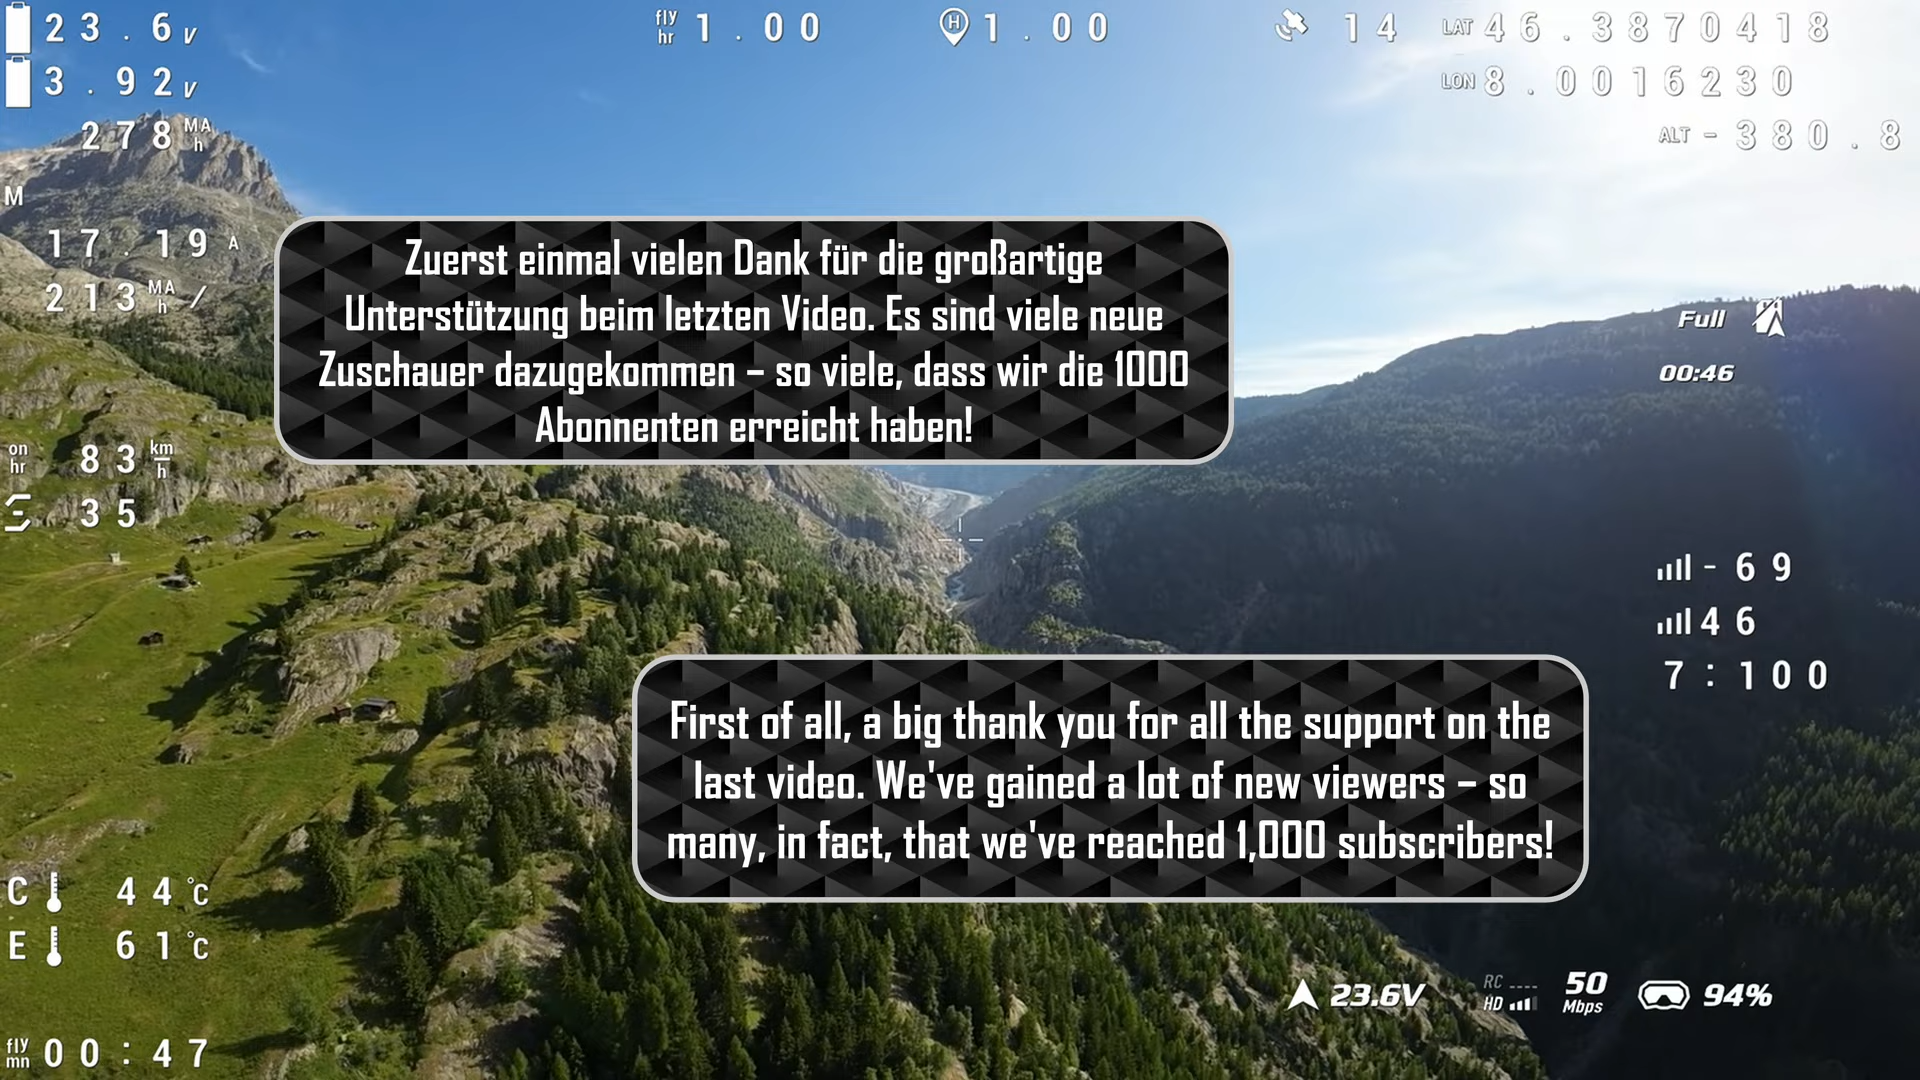 23.6V
fly hr 1.00
H 1.00
14
LAT 46.3870418
3.92V
LON 8.0016230
278 MAh
ALT -380.8
M
17.19 A
213 MAh/
Zuerst einmal vielen Dank für die großartige
Unterstützung beim letzten Video. Es sind viele neue
Zuschauer dazugekommen – so viele, dass wir die 1000
Abonnenten erreicht haben!
Full
00:46
on hr 83 km/h
35
-69
46
7:100
First of all, a big thank you for all the support on the
last video. We've gained a lot of new viewers – so
many, in fact, that we've reached 1,000 subscribers!
C 44°C
E 61°C
23.6V
RC ----
HD
50 Mbps
94%
fly mn 00:47